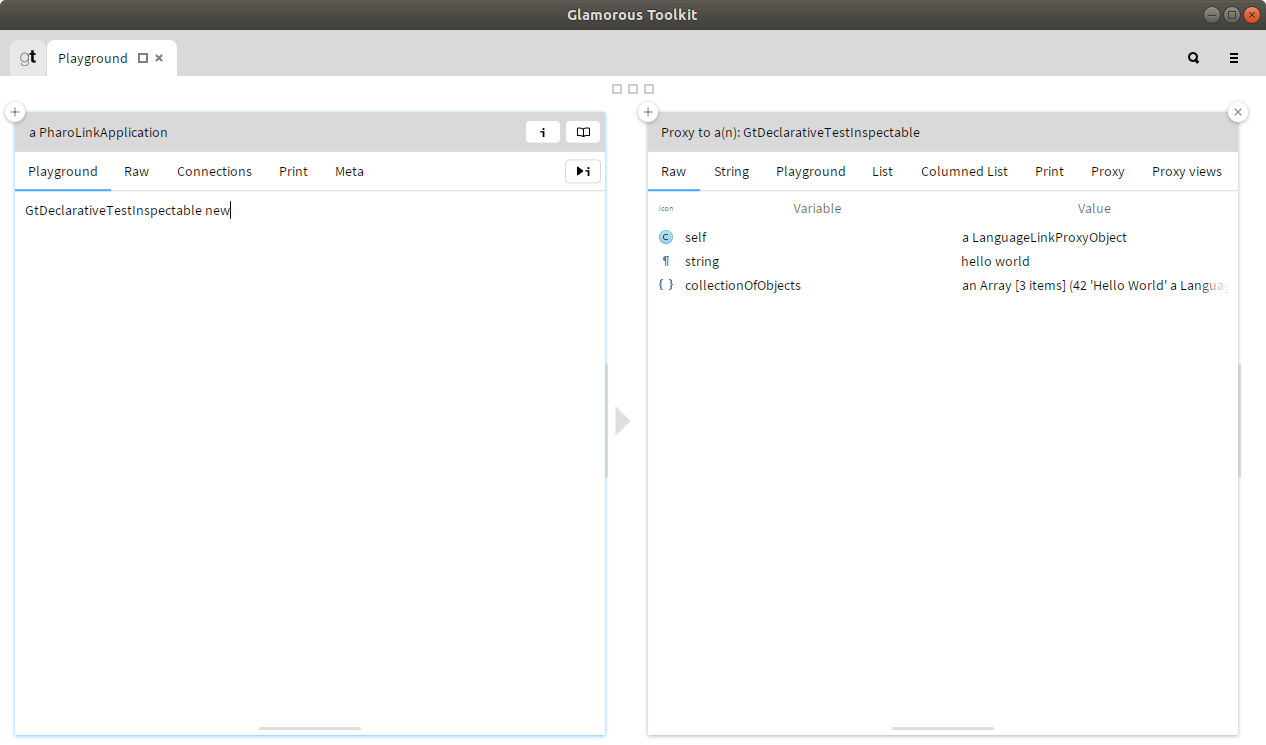 Glamorous Toolkit
gt Playground
a PharoLinkApplication
Playground Raw Connections Print Meta
GtDeclarativeTestInspectable new
Proxy to a(n): GtDeclarativeTestInspectable
Raw String Playground List Columned List Print Proxy Proxy views
Icon Variable Value
self a LanguageLinkProxyObject
string hello world
collectionOfObjects an Array [3 items] (42 'Hello World' a Langua